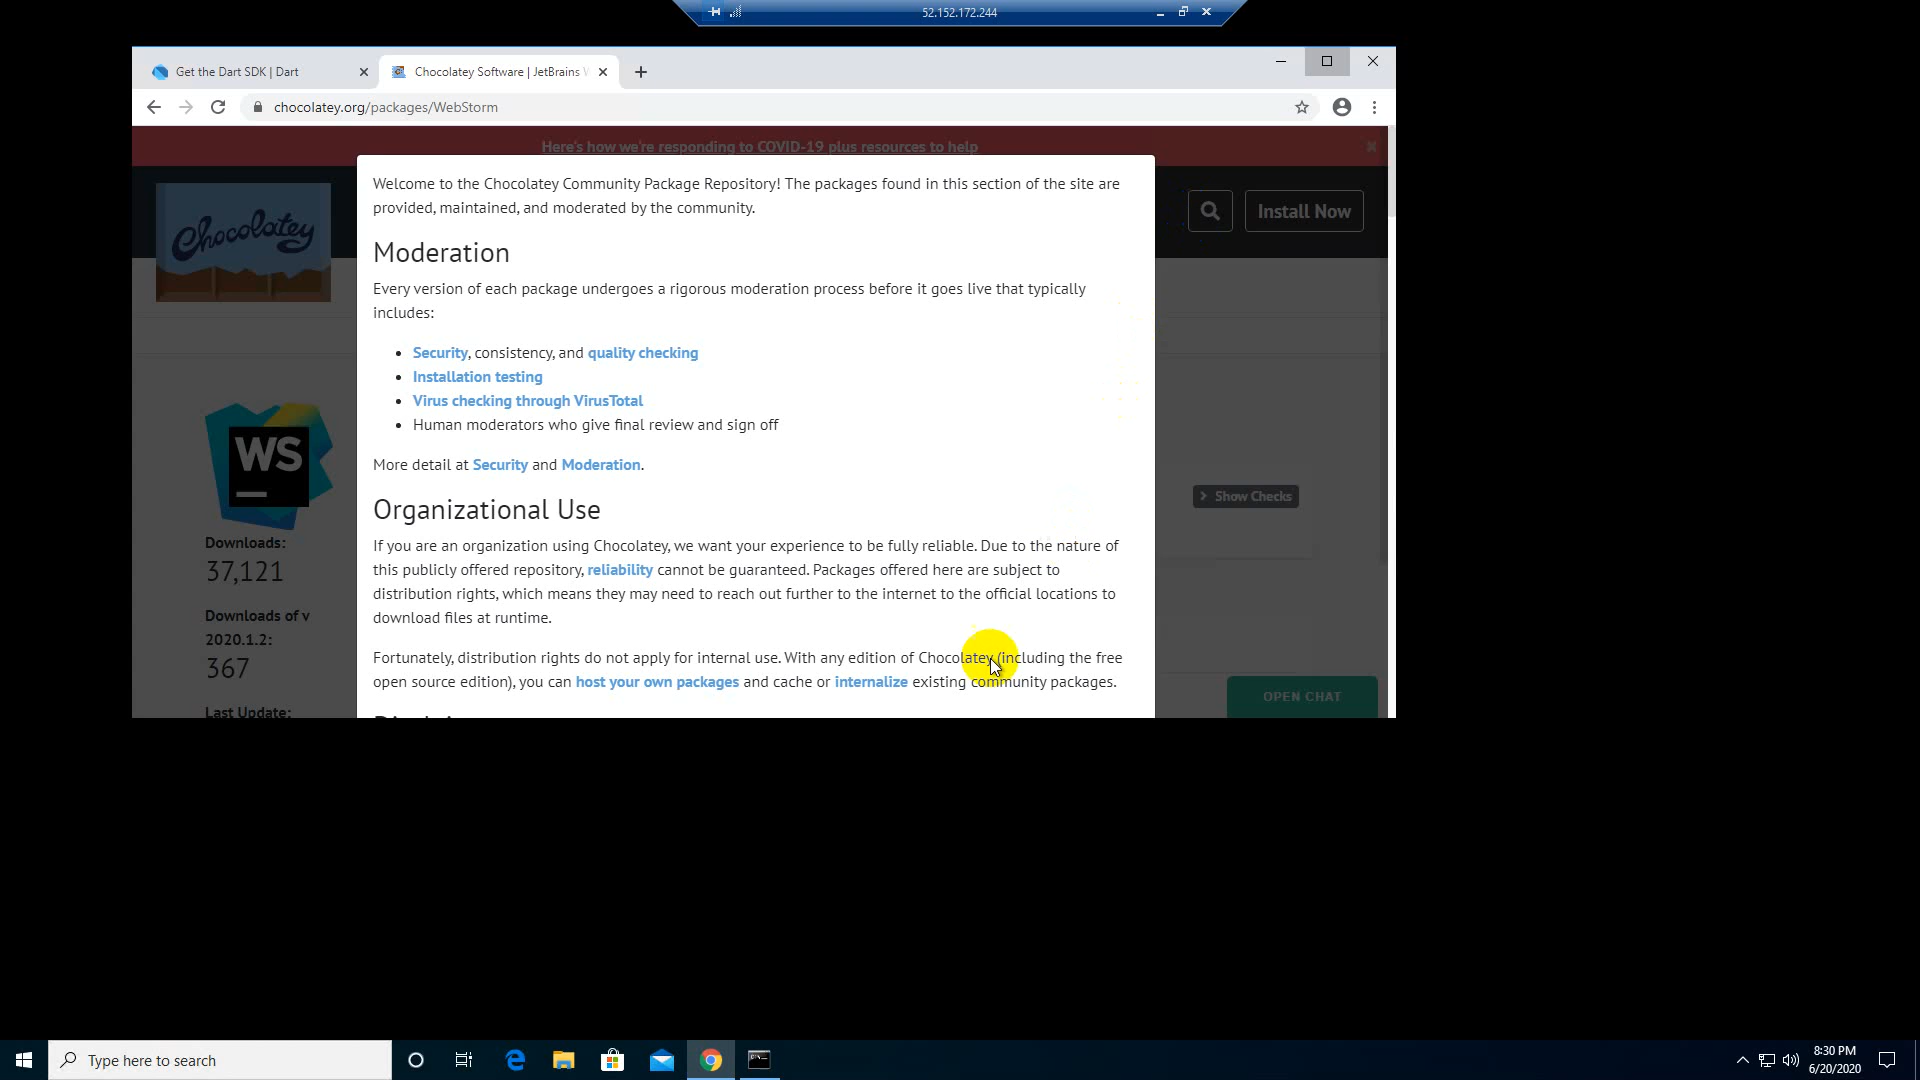 52.152.172.244
Get the Dart SDK | Dart
Chocolatey Software | JetBrains
chocolatey.org/packages/WebStorm
Here's how we're responding to COVID-19 plus resources to help
Chocolatey
Install Now
Welcome to the Chocolatey Community Package Repository! The packages found in this section of the site are
provided, maintained, and moderated by the community.
Moderation
Every version of each package undergoes a rigorous moderation process before it goes live that typically
includes:
Security, consistency, and quality checking
Installation testing
Virus checking through VirusTotal
Human moderators who give final review and sign off
More detail at Security and Moderation.
WS
Show Checks
Organizational Use
If you are an organization using Chocolatey, we want your experience to be fully reliable. Due to the nature of
this publicly offered repository, reliability cannot be guaranteed. Packages offered here are subject to
distribution rights, which means they may need to reach out further to the internet to the official locations to
download files at runtime.
Downloads:
37,121
Downloads of v
2020.1.2:
367
Last Update:
Fortunately, distribution rights do not apply for internal use. With any edition of Chocolatey (including the free
open source edition), you can host your own packages and cache or internalize existing community packages.
OPEN CHAT
Type here to search
8:30 PM
6/20/2020